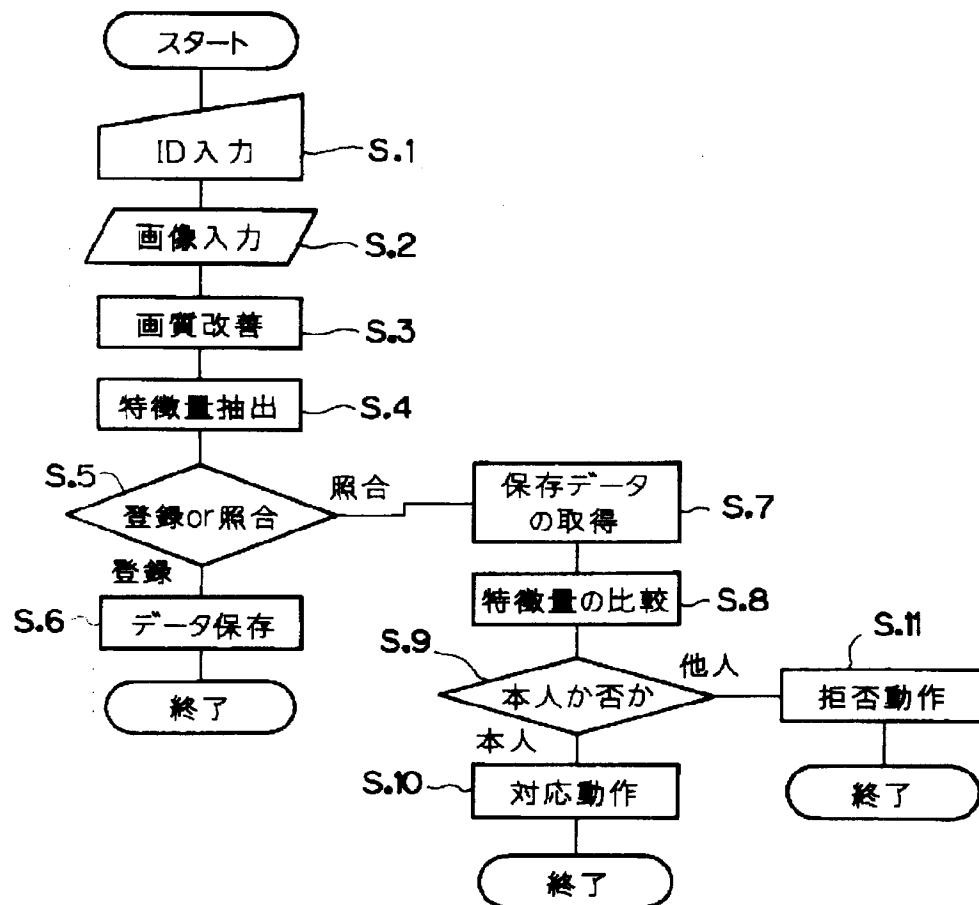 スタート
ID入力
S.1
画像入力
S.2
画質改善
S.3
特徴量抽出
S.4
S.5
登録or照合
照合
登録
S.6
データ保存
終了
保存データ
の取得
S.7
特徴量の比較
S.8
S.9
本人か否か
他人
本人
S.10
対応動作
終了
S.11
拒否動作
終了